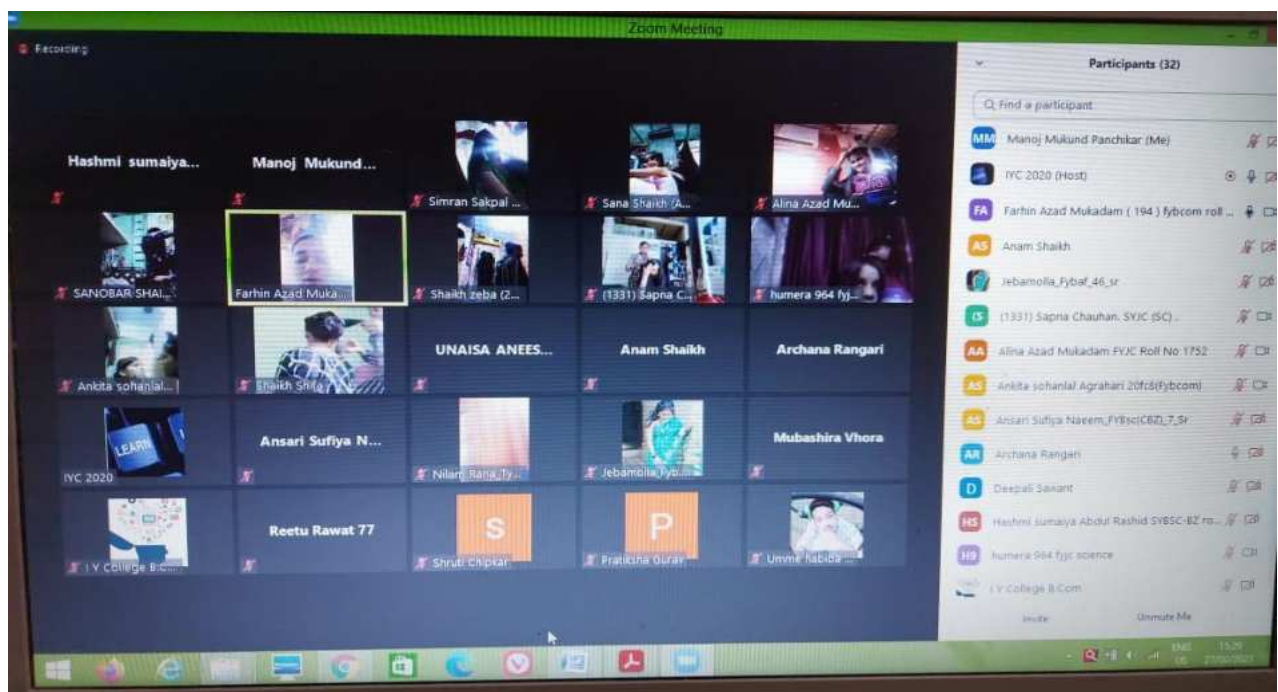 Zoom Meeting
Recording
Hashmi sumaiya...
Manoj Mukund...
Simran Sakpal ...
Sana Shaikh (A...
Alina Azad Mu...
SANOBAR SHAI...
Farhin Azad Muka...
Shaikh zeba (2...
(1331) Sapna C...
humera 964 fyj...
Ankita sohanlal...
Shaikh Shifa
UNAISA ANEES...
Anam Shaikh
Archana Rangari
LEARN
IYC 2020
Ansari Sufiya N...
Nilam Rana_Ty...
Jebamolla_Fyb...
Mubashira Vhora
I Y College B.C...
Reetu Rawat 77
S
Shruti Chipkar
P
Pratiksha Gurav
Umme habiba ...
Participants (32)
Find a participant
MM Manoj Mukund Panchikar (Me)
IYC 2020 (Host)
FA Farhin Azad Mukadam ( 194 ) fybcom roll ...
AS Anam Shaikh
Jebamolla_Fybaf_46_sr
(S (1331) Sapna Chauhan. SYJC (SC) .
AA Alina Azad Mukadam FYJC Roll No 1752
AS Ankita sohanlal Agrahari 20fc8(Fybcom)
AS Ansari Sufiya Naeem_FYBsc(CBZ)_7_Sr
AR Archana Rangari
D Deepali Sawant
HS Hashmi sumaiya Abdul Rashid SYBSC-BZ ro...
H9 humera 964 fyjc science
I Y College B.Com
Invite
Unmute Me
ENG
US
15:29